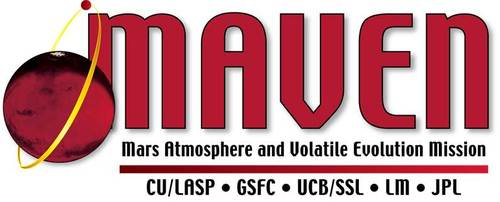 MAVEN
Mars Atmosphere and Volatile Evolution Mission
CU/LASP • GSFC • UCB/SSL • LM • JPL